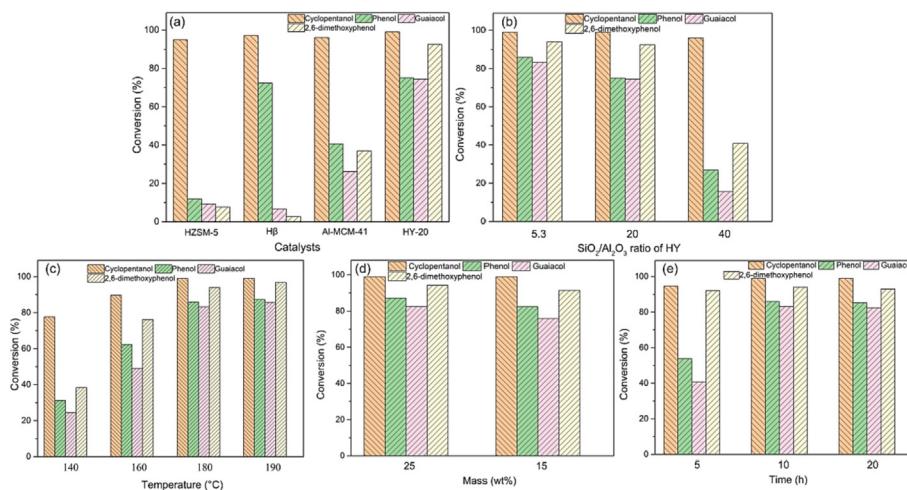 (a)
Cyclopentanol Phenol Guaiacol
2,6-dimethoxyphenol
Conversion (%)
100
80
60
40
20
0
HZSM-5 Hβ Al-MCM-41 HY-20
Catalysts
(b)
Cyclopentanol Phenol Guaiacol
2,6-dimethoxyphenol
Conversion (%)
100
80
60
40
20
0
5.3 20 40
SiO₂/Al₂O₃ ratio of HY
(c)
Cyclopentanol Phenol Guaiacol
2,6-dimethoxyphenol
Conversion (%)
100
80
60
40
20
0
140 160 180 190
Temperature (°C)
(d)
Cyclopentanol Phenol Guaiacol
2,6-dimethoxyphenol
Conversion (%)
100
80
60
40
20
0
25 15
Mass (wt%)
(e)
Cyclopentanol Phenol Guaiacol
2,6-dimethoxyphenol
Conversion (%)
100
80
60
40
20
0
5 10 20
Time (h)